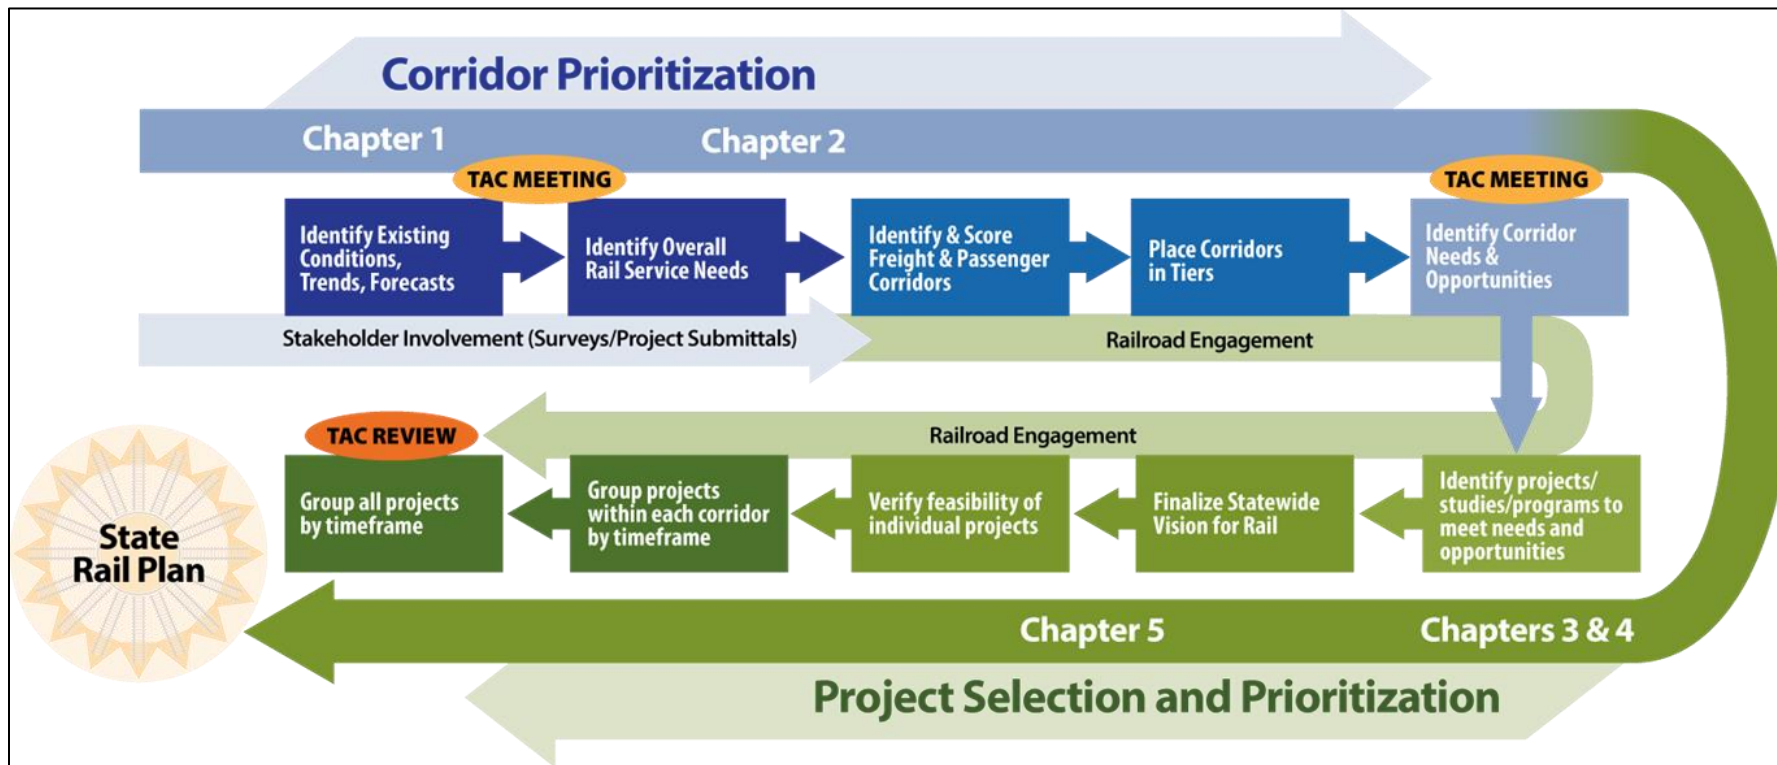 Corridor Prioritization
Chapter 1
Chapter 2
TAC MEETING
TAC MEETING
Identify Existing
Conditions,
Trends, Forecasts
Identify Overall
Rail Service Needs
Identify & Score
Freight & Passenger
Corridors
Place Corridors
in Tiers
Identify Corridor
Needs &
Opportunities
Stakeholder Involvement (Surveys/Project Submittals)
Railroad Engagement
Railroad Engagement
TAC REVIEW
Identify projects/
studies/programs to
meet needs and
opportunities
Finalize Statewide
Vision for Rail
Verify feasibility of
individual projects
Group projects
within each corridor
by timeframe
Group all projects
by timeframe
State
Rail Plan
Chapters 3 & 4
Chapter 5
Project Selection and Prioritization